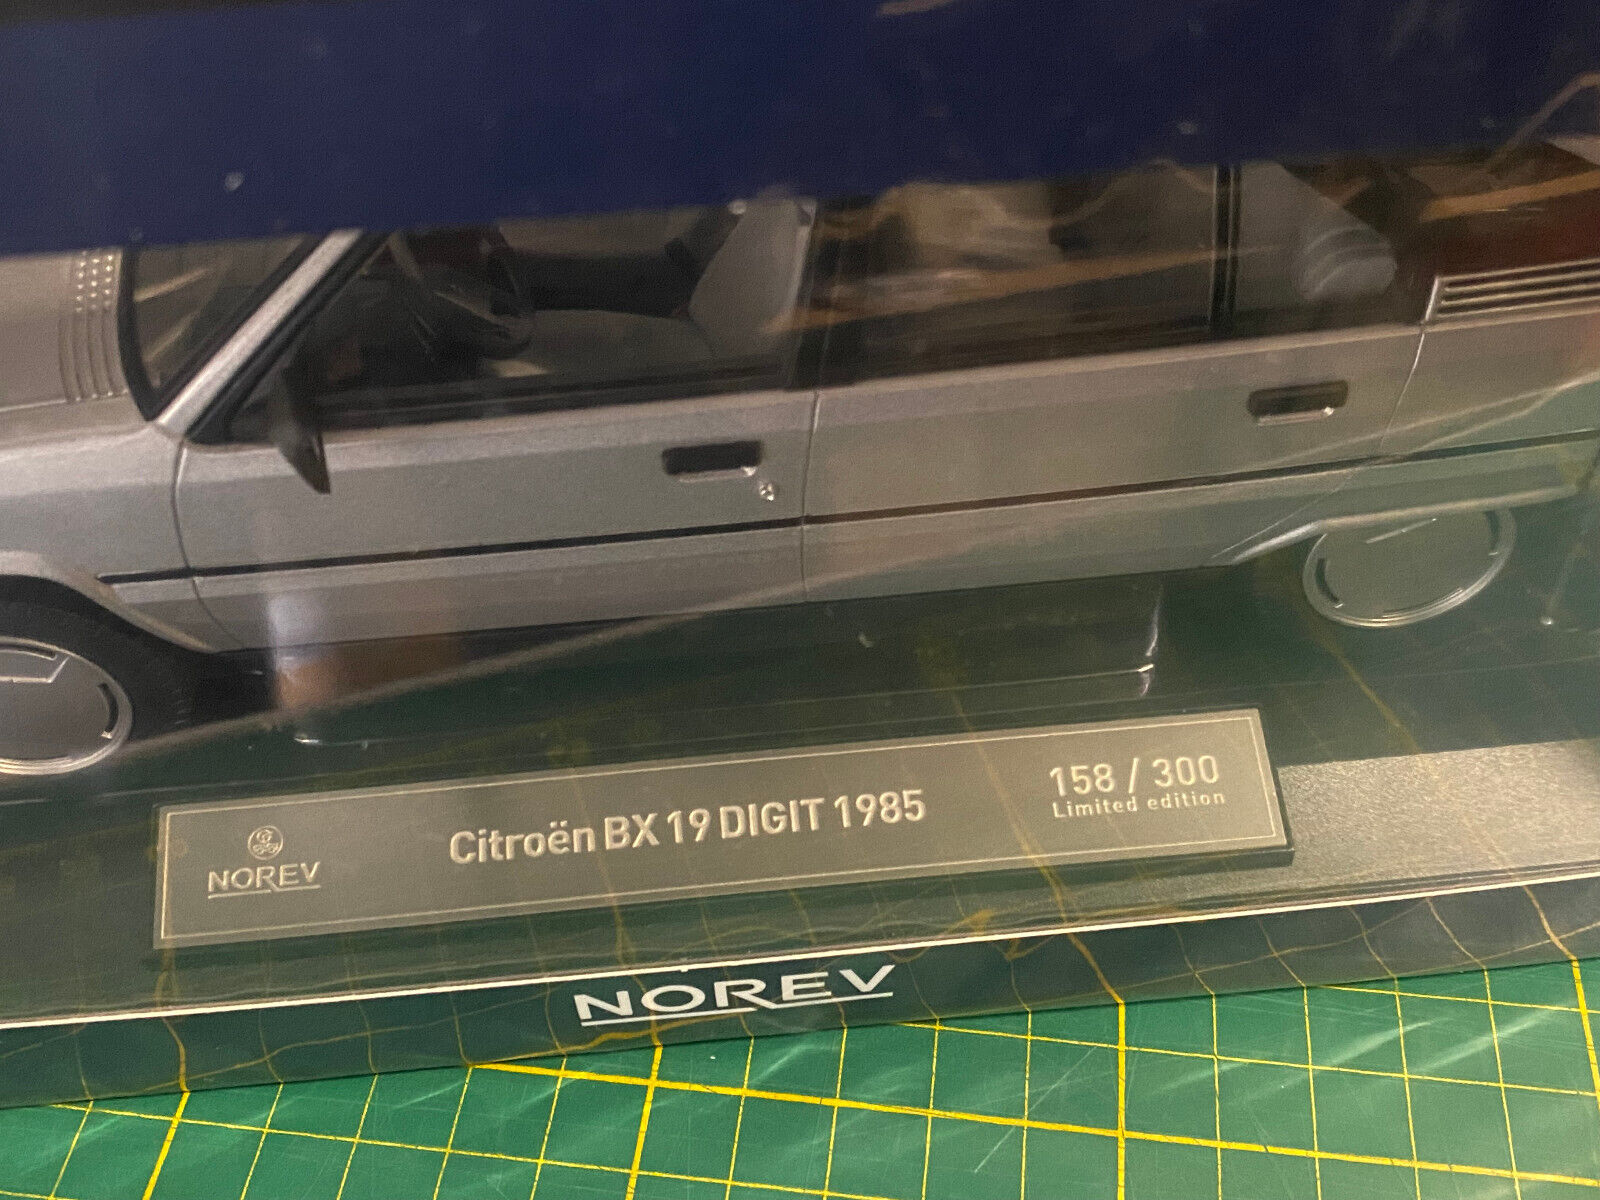 NOREV
Citroën BX 19 DIGIT 1985
158 / 300
Limited edition
NOREV